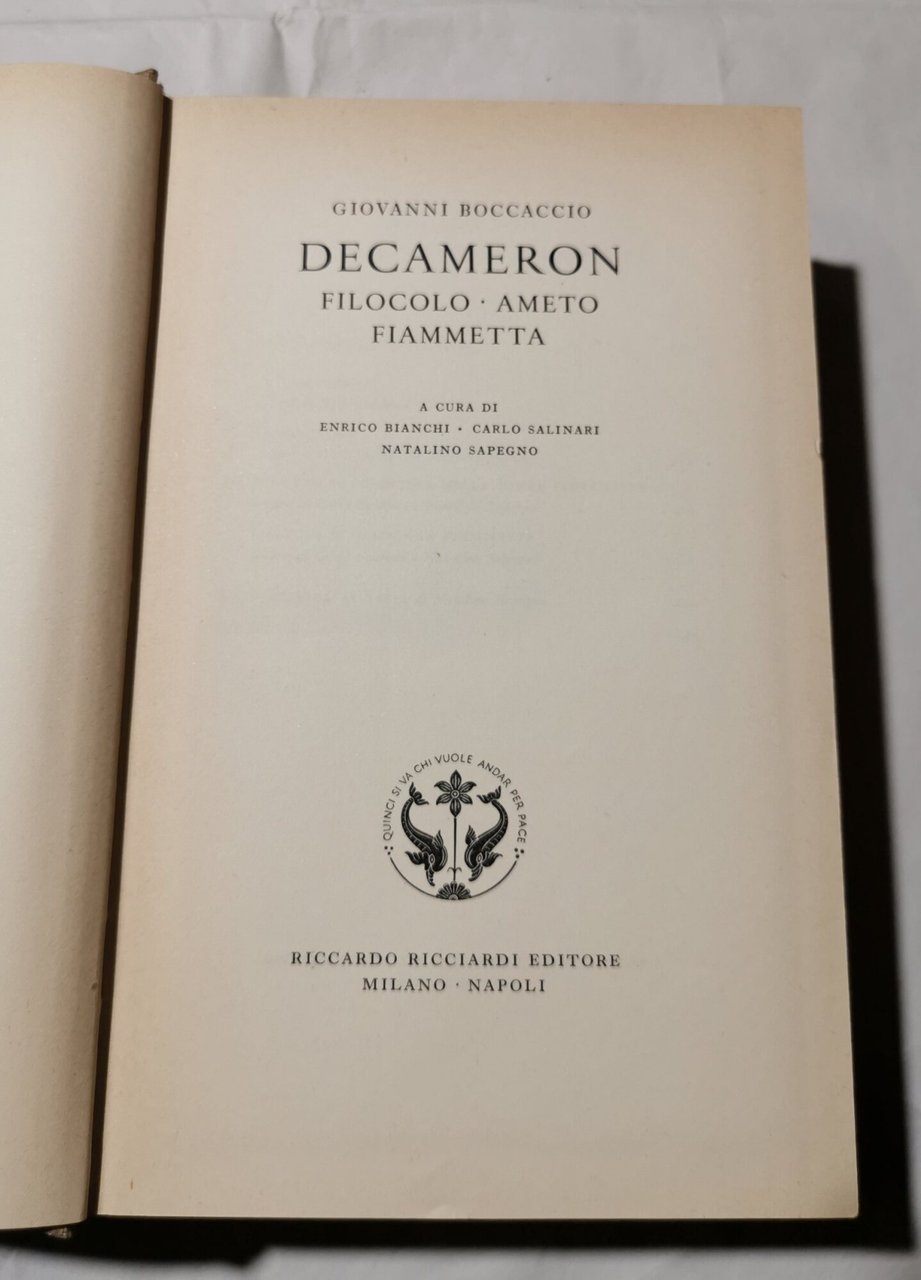 GIOVANNI BOCCACCIO
DECAMERON
FILOCOLO · AMETO
FIAMMETTA
A CURA DI
ENRICO BIANCHI · CARLO SALINARI
NATALINO SAPEGNO
QUINCI SI VA CHI VUOLE ANDAR PER PACE
RICCARDO RICCIARDI EDITORE
MILANO · NAPOLI